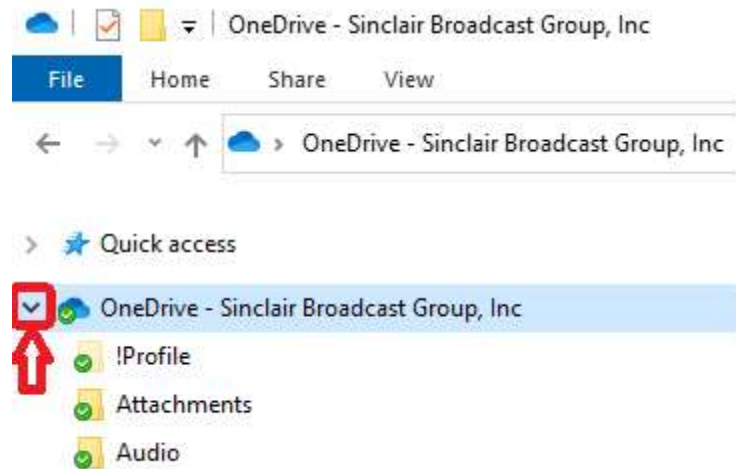 OneDrive - Sinclair Broadcast Group, Inc
File Home Share View
OneDrive - Sinclair Broadcast Group, Inc
Quick access
OneDrive - Sinclair Broadcast Group, Inc
!Profile
Attachments
Audio